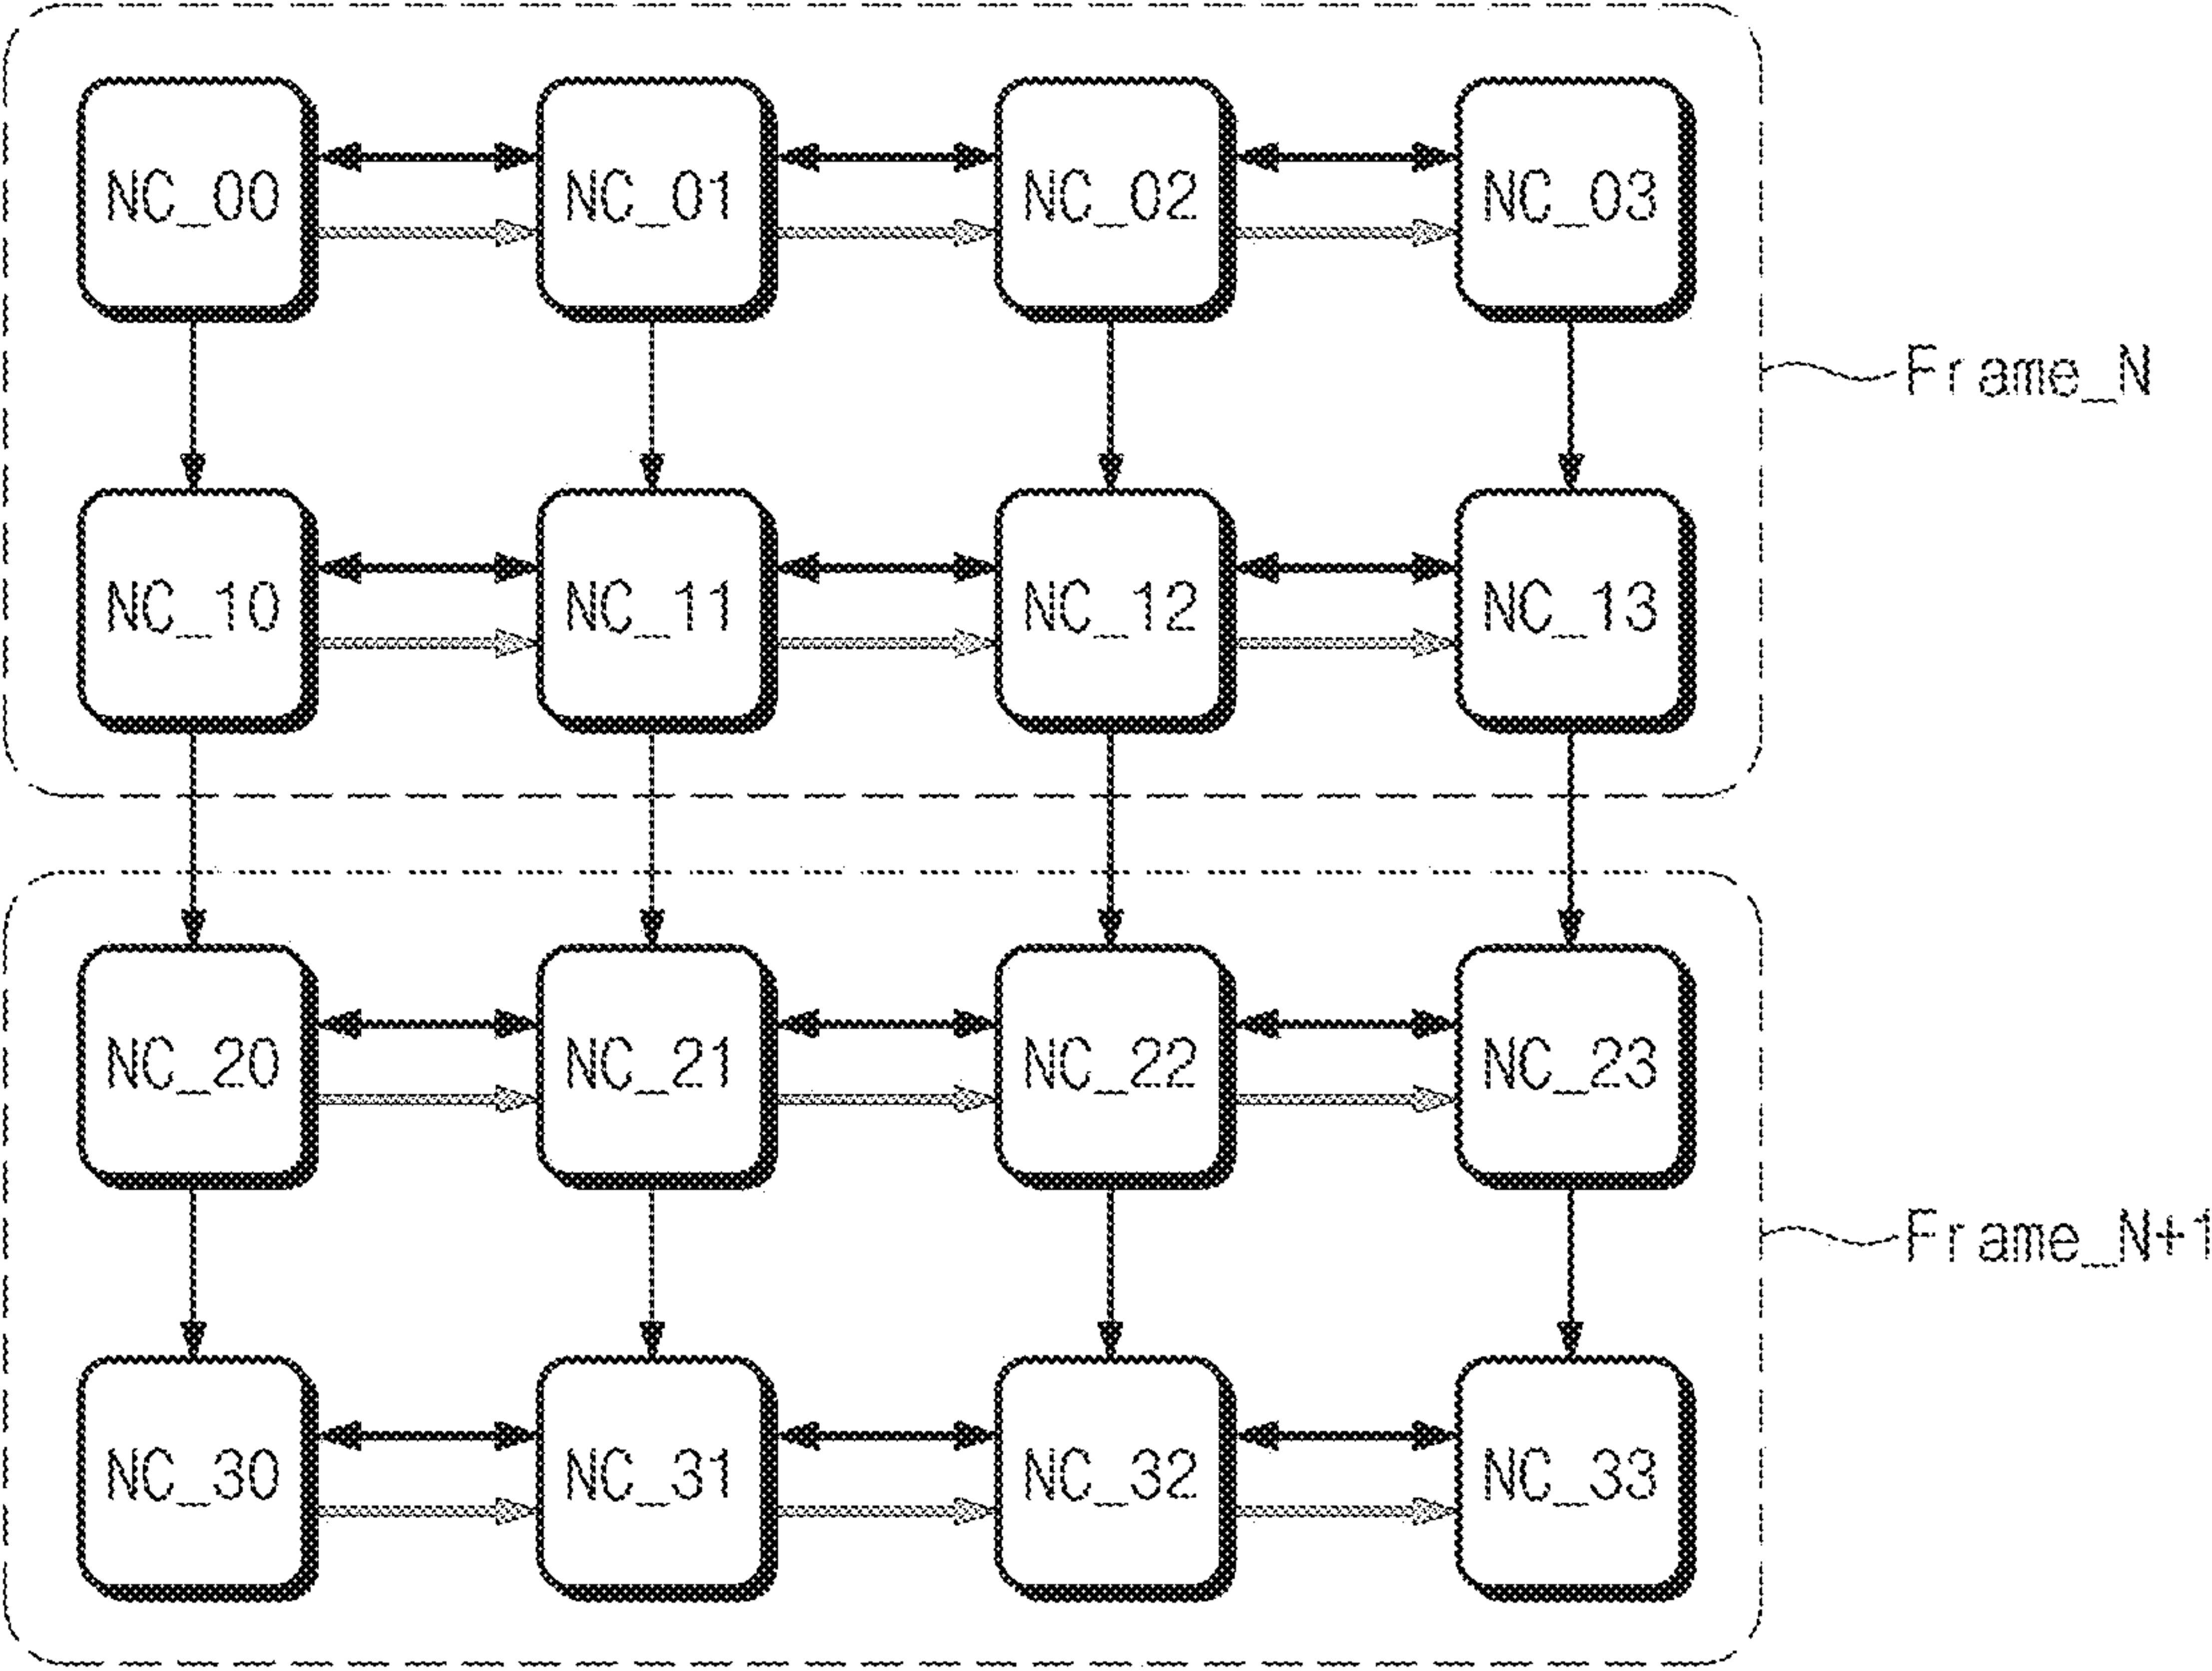 NC_00 NC_01 NC_02 NC_03
Frame_N
NC_10 NC_11 NC_12 NC_13
NC_20 NC_21 NC_22 NC_23
Frame_N+1
NC_30 NC_31 NC_32 NC_33